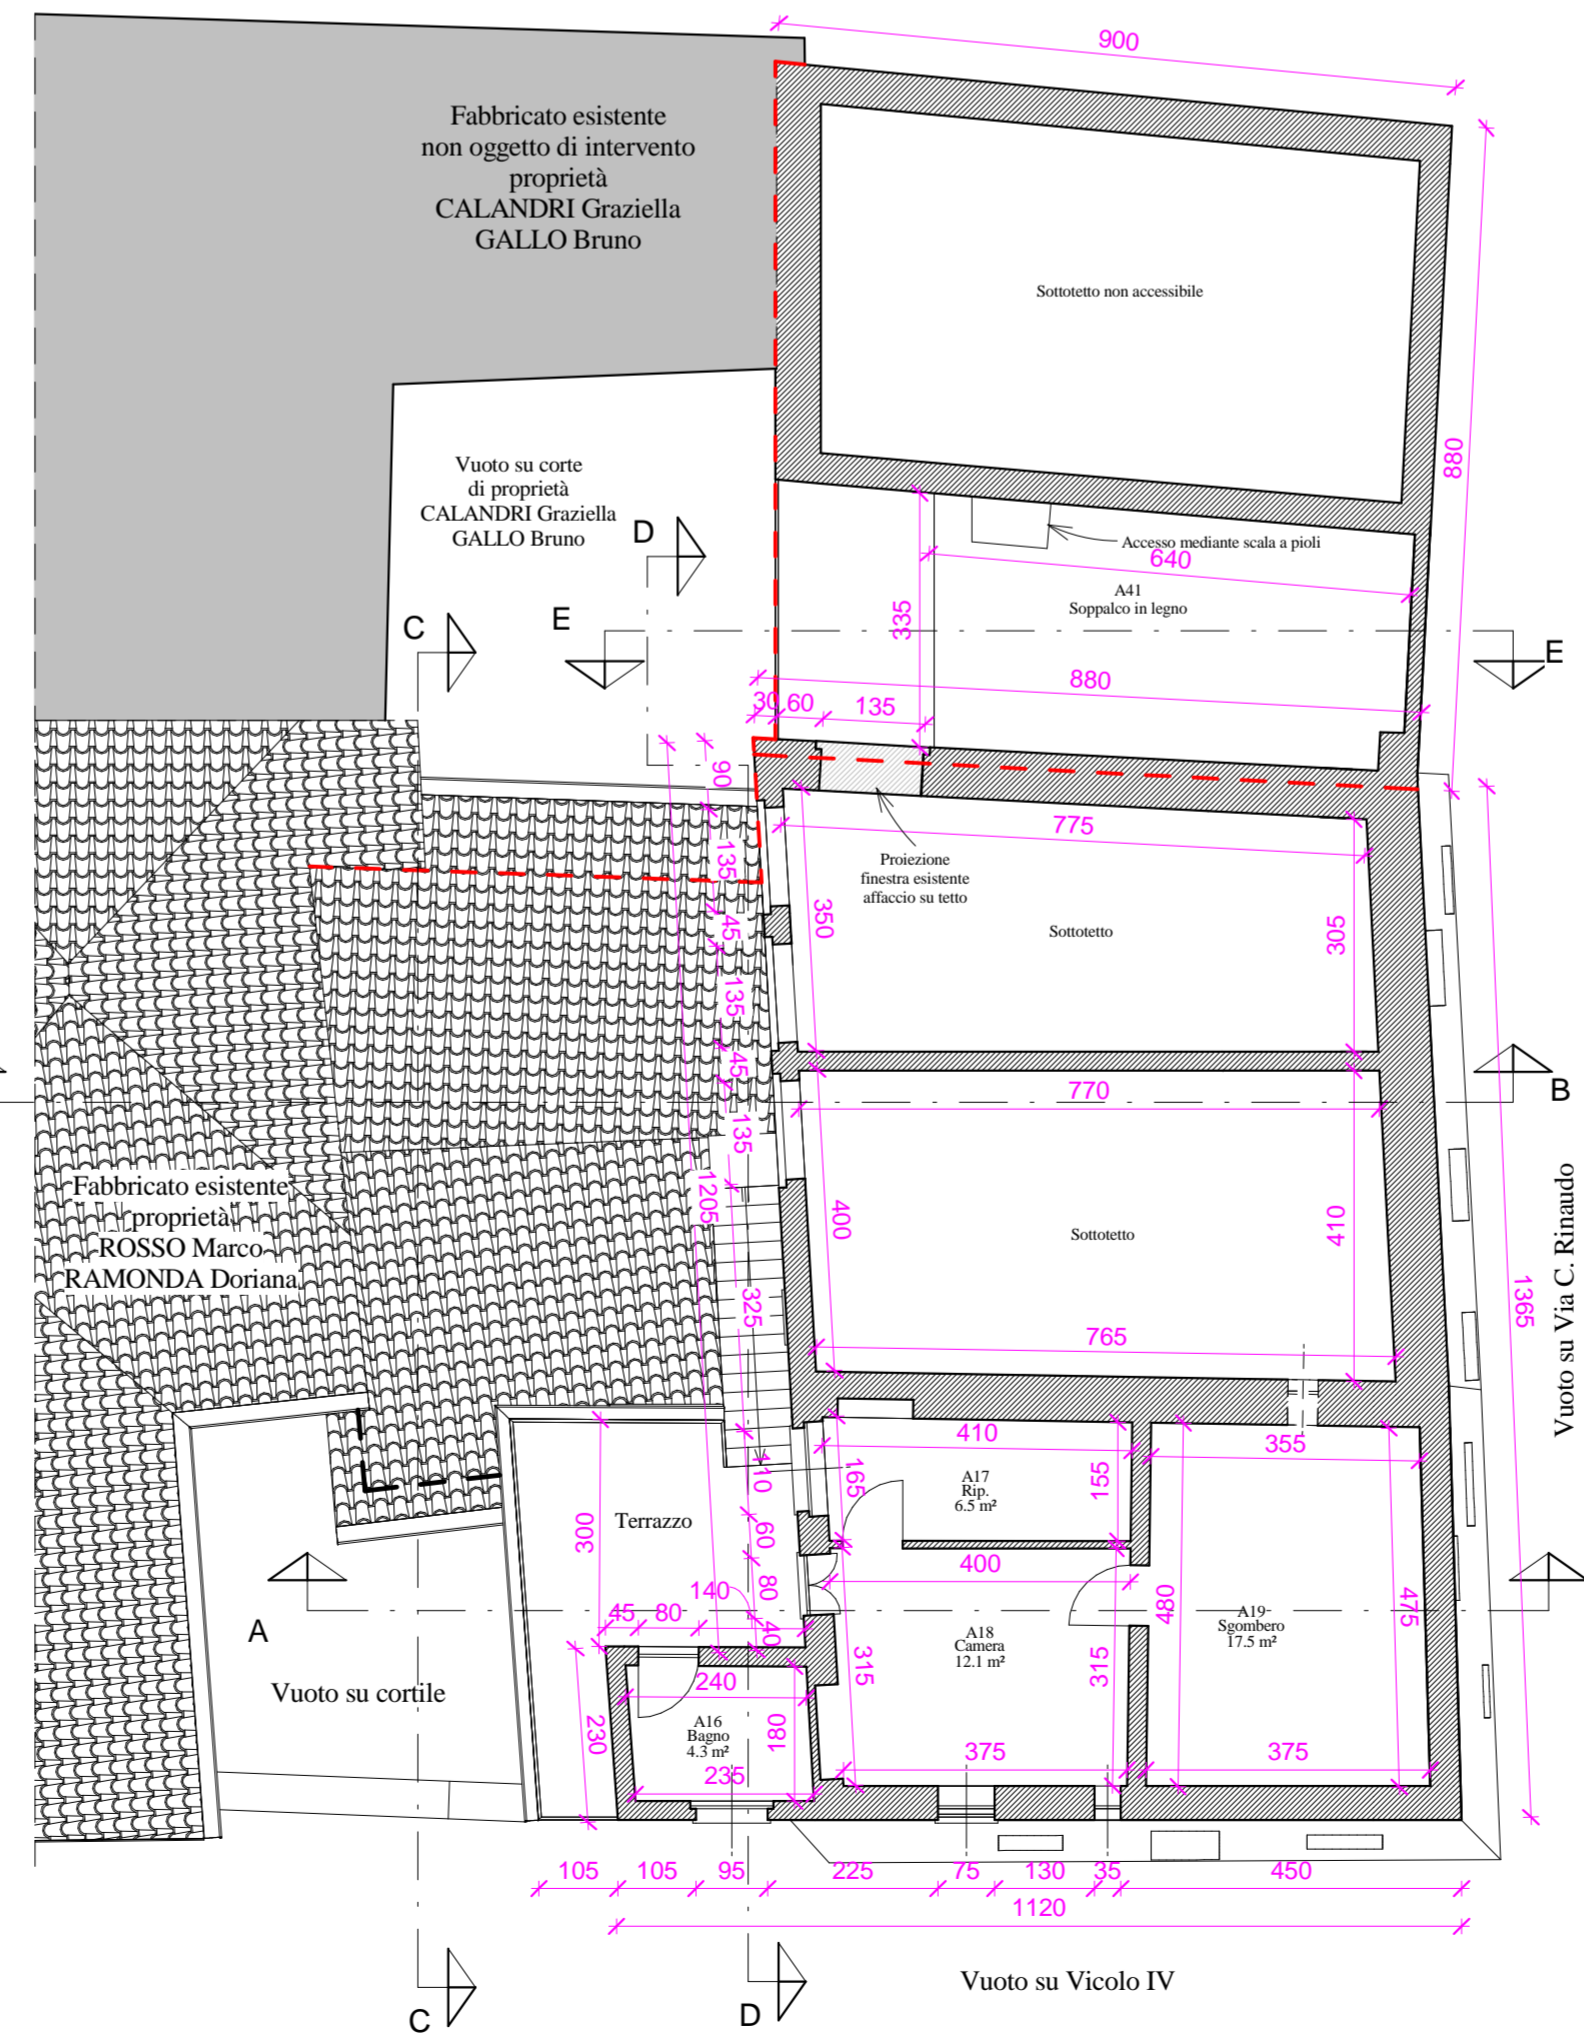 900
Fabbricato esistente
non oggetto di intervento
proprietà
CALANDRI Graziella
GALLO Bruno
Sottotetto non accessibile
880
Vuoto su corte
di proprietà
CALANDRI Graziella
GALLO Bruno
D
Accesso mediante scala a pioli
640
A41
Soppalco in legno
335
C
E
E
880
30
60
135
90
775
135
Proiezione
finestra esistente
affaccio su tetto
350
45
Sottotetto
305
135
45
770
B
135
1205
400
Sottotetto
410
Fabbricato esistente
proprietà
ROSSO Marco
RAMONDA Doriana
325
765
1365
Vuoto su Via C. Rinaudo
410
355
110
165
A17
Rip.
6.5 m²
155
300
Terrazzo
60
400
140
80
480
475
45
80
40
A
A18
Camera
12.1 m²
A19
Sgombero
17.5 m²
315
315
Vuoto su cortile
240
230
A16
Bagno
4.3 m²
180
235
375
375
105
105
95
225
75
130
35
450
1120
Vuoto su Vicolo IV
C
D